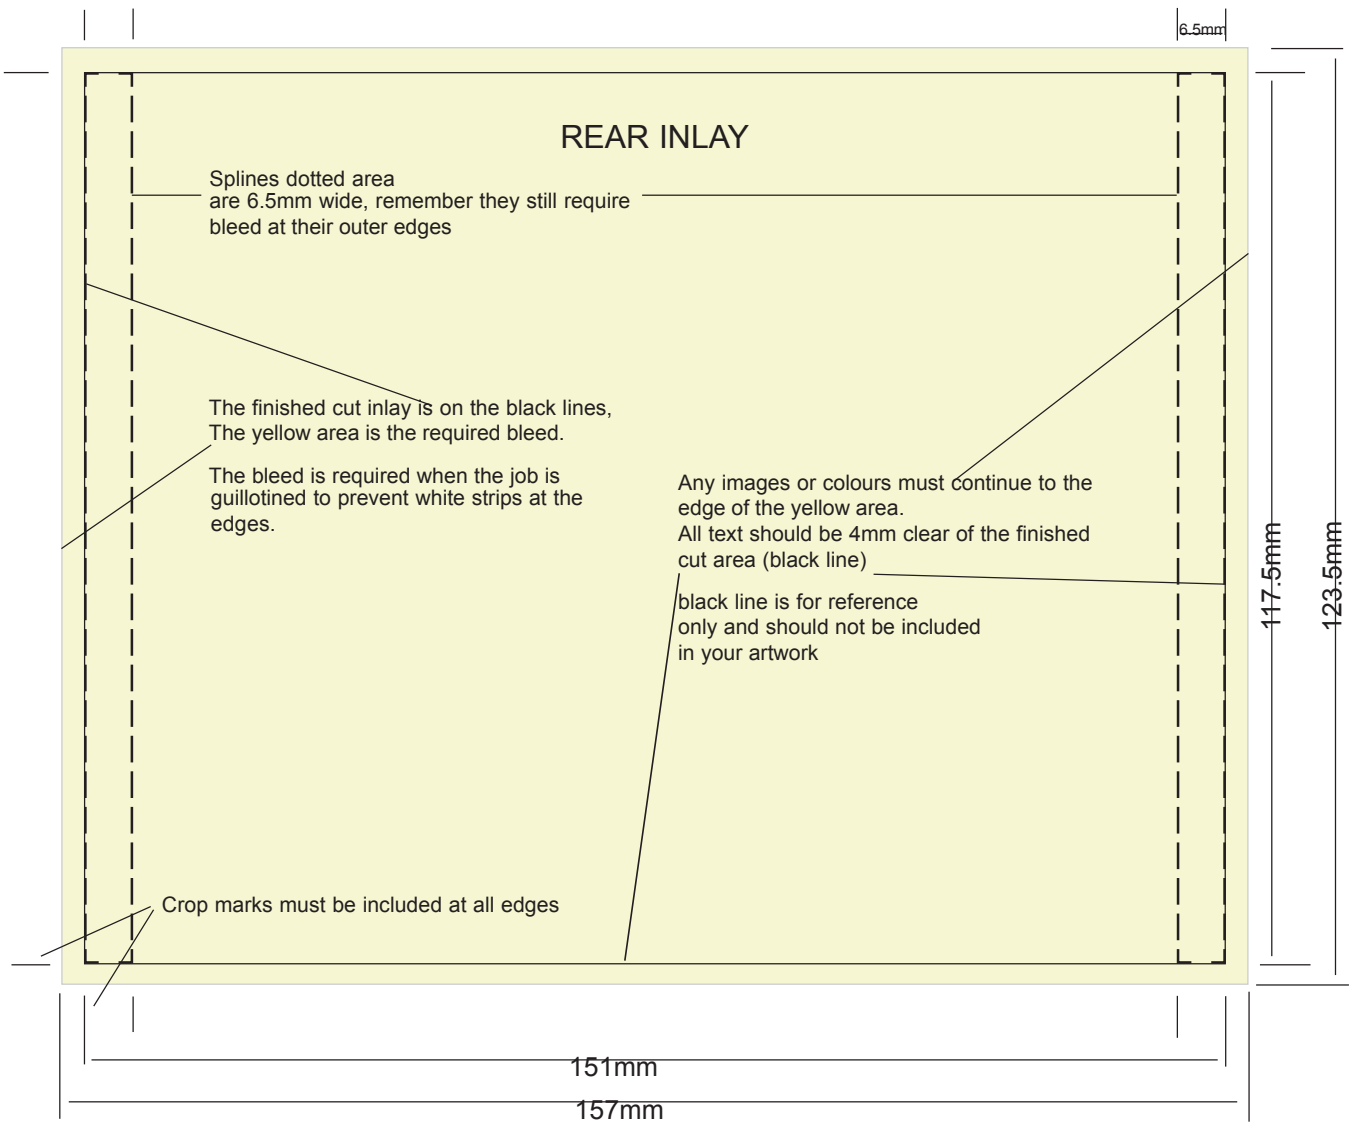 6.5mm
REAR INLAY
Splines dotted area
are 6.5mm wide, remember they still require
bleed at their outer edges
The finished cut inlay is on the black lines,
The yellow area is the required bleed.
The bleed is required when the job is
guillotined to prevent white strips at the
edges.
Any images or colours must continue to the
edge of the yellow area.
All text should be 4mm clear of the finished
cut area (black line)
black line is for reference
only and should not be included
in your artwork
117.5mm
123.5mm
Crop marks must be included at all edges
151mm
157mm